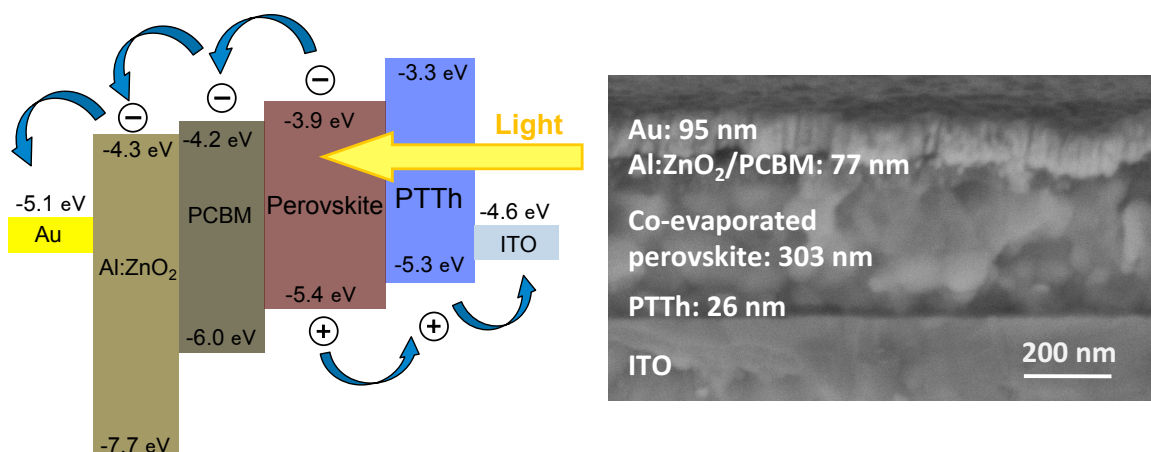 -3.3 eV
-3.9 eV
Light
-4.2 eV
-4.3 eV
-5.1 eV
Au
Al:ZnO₂
PCBM
Perovskite
PTTh
-4.6 eV
ITO
-5.3 eV
-5.4 eV
-6.0 eV
-7.7 eV
− − −
+ +
Au: 95 nm
Al:ZnO₂/PCBM: 77 nm
Co-evaporated
perovskite: 303 nm
PTTh: 26 nm
ITO
200 nm